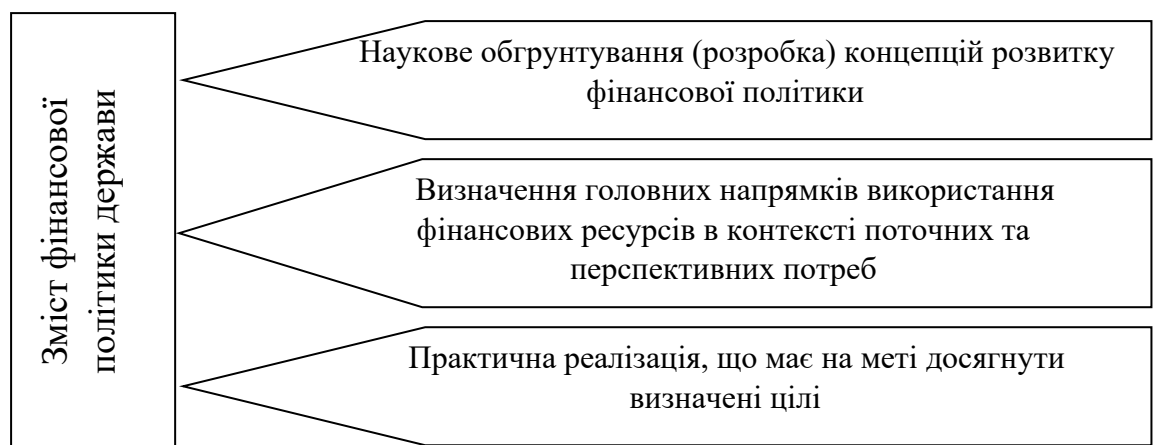 Зміст фінансової
політики держави
Наукове обгрунтування (розробка) концепцій розвитку
фінансової політики
Визначення головних напрямків використання
фінансових ресурсів в контексті поточних та
перспективних потреб
Практична реалізація, що має на меті досягнути
визначені цілі